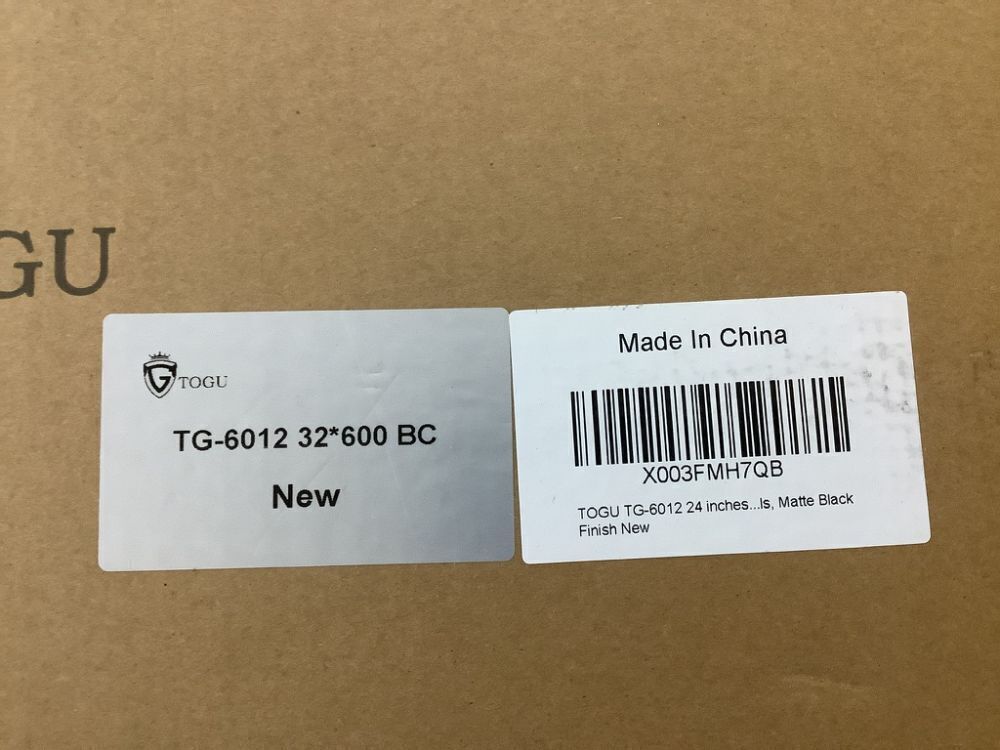 GU
TOGU
TG-6012 32*600 BC
New
Made In China
X003FMH7QB
TOGU TG-6012 24 inches...ls, Matte Black
Finish New